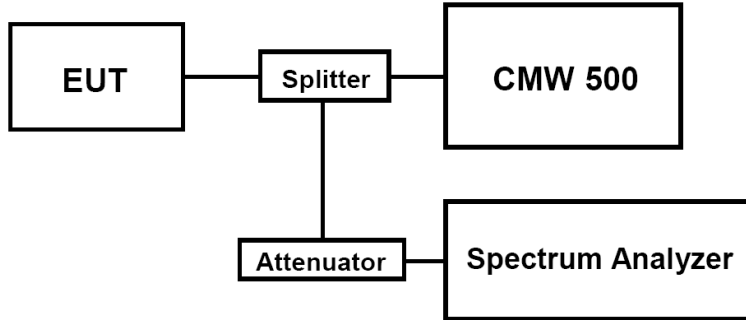 EUT
Splitter
CMW 500
Attenuator
Spectrum Analyzer